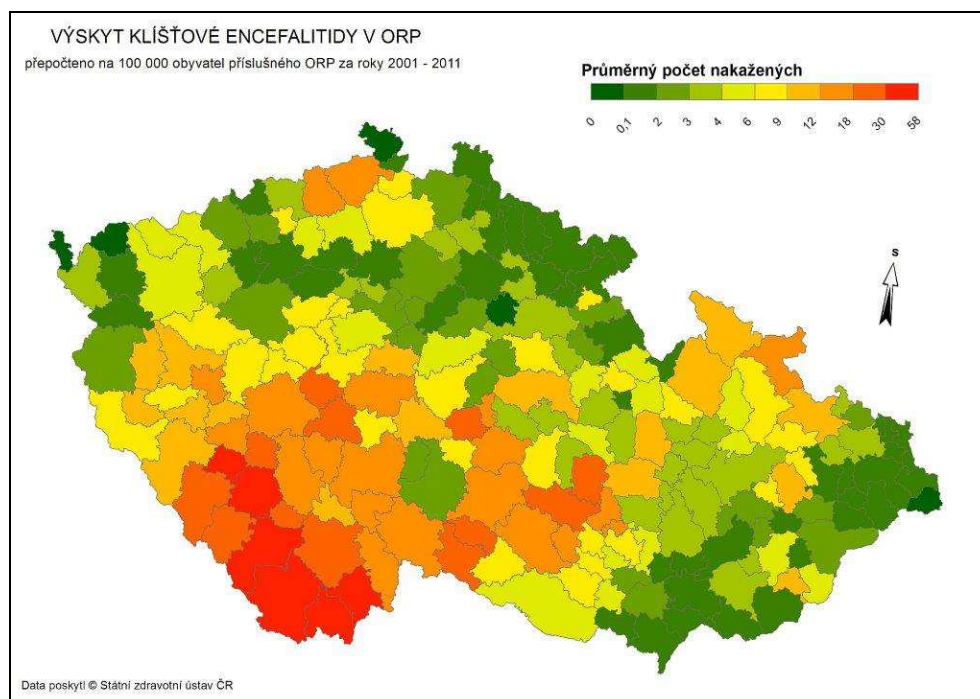 VÝSKYT KLÍŠŤOVÉ ENCEFALITIDY V ORP
přepočteno na 100 000 obyvatel příslušného ORP za roky 2001 - 2011
Průměrný počet nakažených
0 0,1 2 3 4 6 9 12 18 30 58
S
Data poskytl © Státní zdravotní ústav ČR